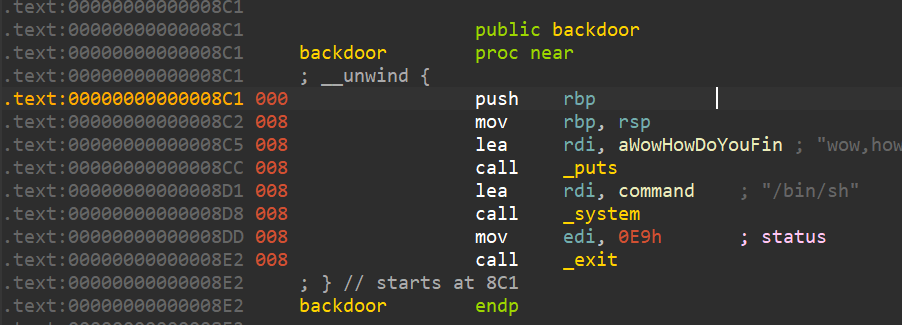 .text:00000000000008C1
.text:00000000000008C1 public backdoor
.text:00000000000008C1 backdoor proc near
.text:00000000000008C1 ; __unwind {
.text:00000000000008C1 000 push rbp
.text:00000000000008C2 008 mov rbp, rsp
.text:00000000000008C5 008 lea rdi, aWowHowDoYouFin ; "wow,how
.text:00000000000008CC 008 call _puts
.text:00000000000008D1 008 lea rdi, command ; "/bin/sh"
.text:00000000000008D8 008 call _system
.text:00000000000008DD 008 mov edi, 0E9h ; status
.text:00000000000008E2 008 call _exit
.text:00000000000008E2 ; } // starts at 8C1
.text:00000000000008E2 backdoor endp